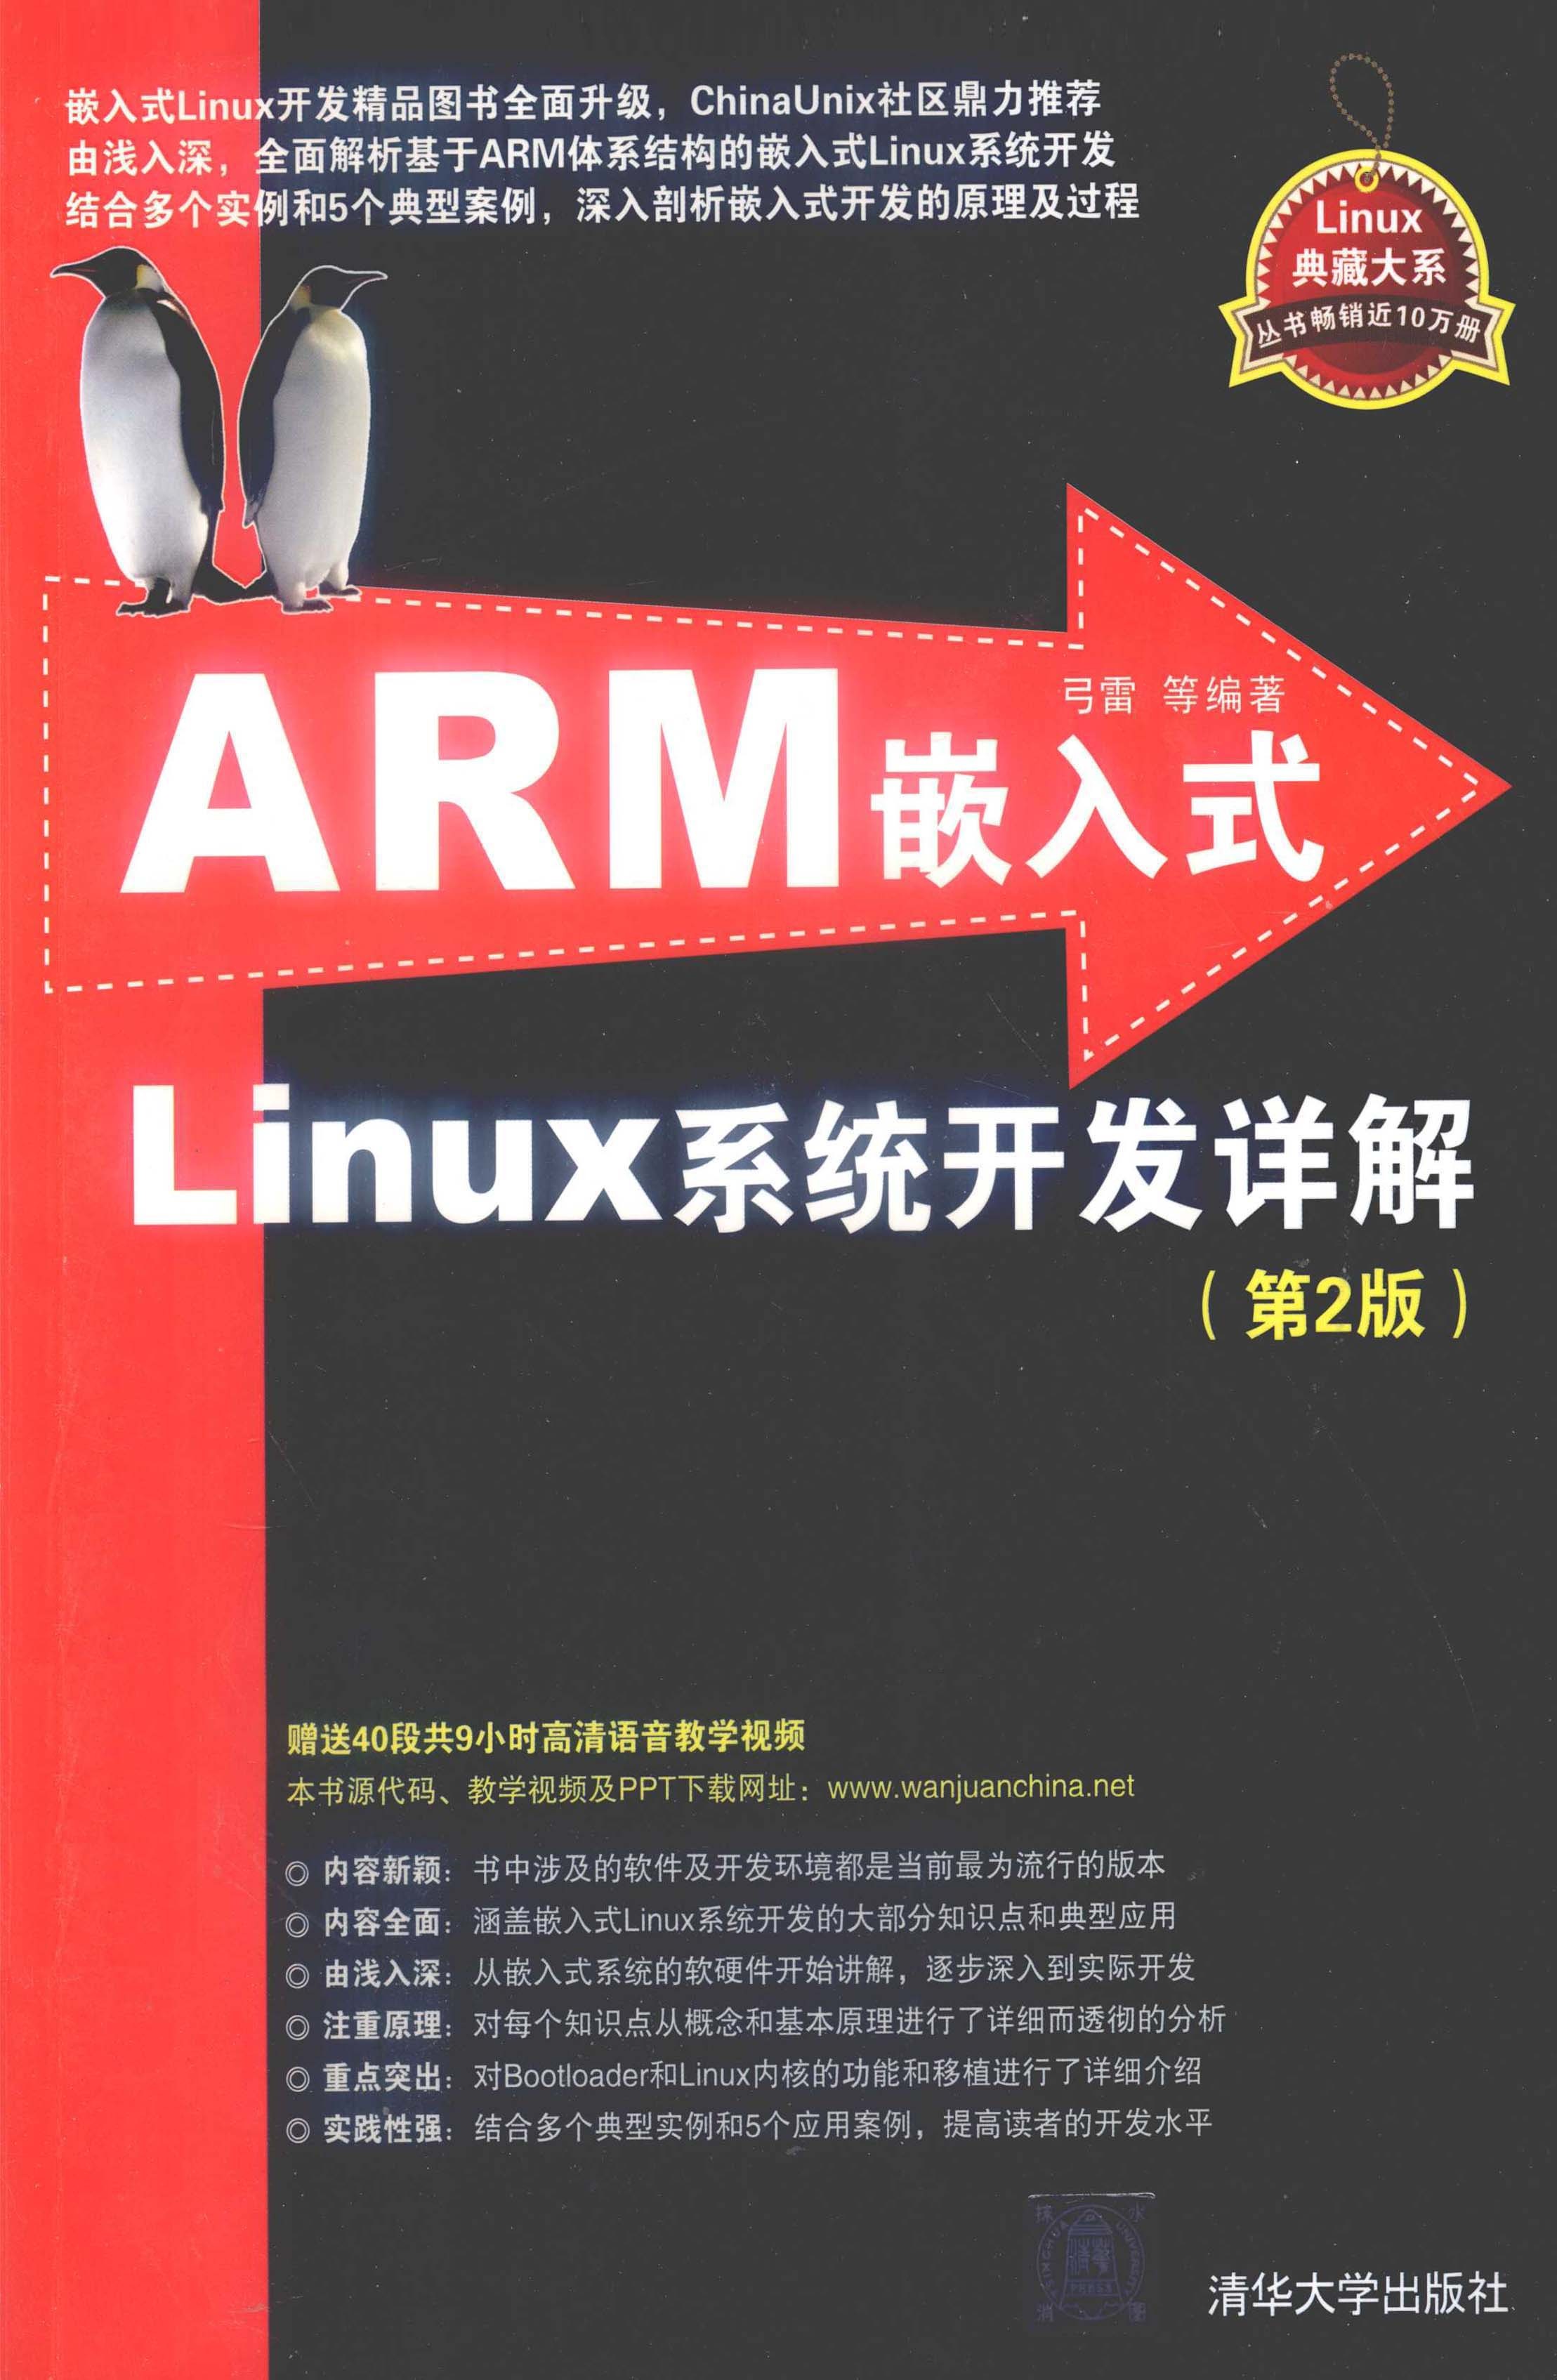 嵌入式Linux开发精品图书全面升级，ChinaUnix社区鼎力推荐
由浅入深，全面解析基于ARM体系结构的嵌入式Linux系统开发
结合多个实例和5个典型案例，深入剖析嵌入式开发的原理及过程
Linux
典藏大系
丛书畅销近10万册
弓雷 等编著
ARM嵌入式
Linux系统开发详解
（第2版）
赠送40段共9小时高清语音教学视频
本书源代码、教学视频及PPT下载网址：www.wanjuanchina.net
◎ 内容新颖：书中涉及的软件及开发环境都是当前最为流行的版本
◎ 内容全面：涵盖嵌入式Linux系统开发的大部分知识点和典型应用
◎ 由浅入深：从嵌入式系统的软硬件开始讲解，逐步深入到实际开发
◎ 注重原理：对每个知识点从概念和基本原理进行了详细而透彻的分析
◎ 重点突出：对Bootloader和Linux内核的功能和移植进行了详细介绍
◎ 实践性强：结合多个典型实例和5个应用案例，提高读者的开发水平
TSINGHUA UNIVERSITY
PRESS
清华大学出版社